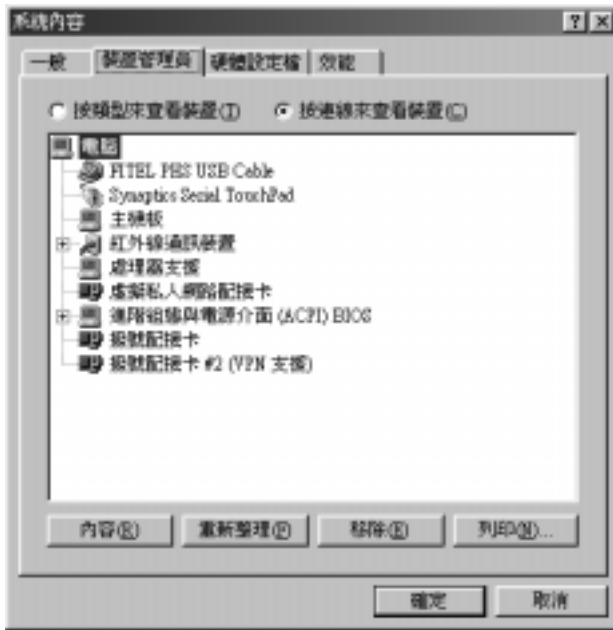 系統內容
一般 裝置管理員 硬體設定檔 效能
按類型來查看裝置(T) 按連線來查看裝置(C)
電腦
FITEL PHS USB Cable
Synaptics Serial TouchPad
主機板
紅外線通訊裝置
處理器支援
虛擬私人網路配接卡
進階組態與電源介面 (ACPI) BIOS
撥號配接卡
撥號配接卡 #2 (VPN 支援)
內容(R) 重新整理(F) 移除(E) 列印(N)...
確定 取消